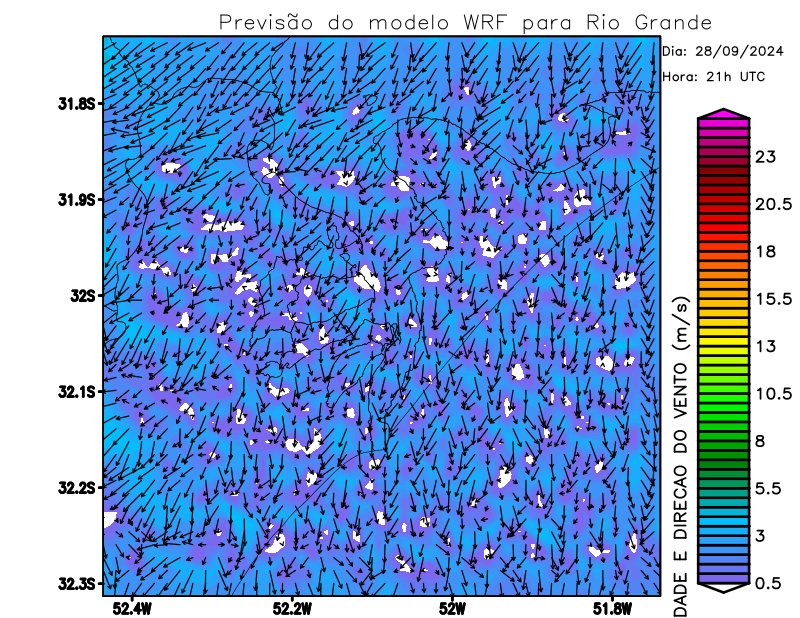 Previsão do modelo WRF para Rio Grande
Dia: 28/09/2024
Hora: 21h UTC
31.8S
31.9S
32S
32.1S
32.2S
32.3S
52.4W
52.2W
52W
51.8W
23
20.5
18
15.5
13
10.5
8
5.5
3
0.5
DADE E DIRECAO DO VENTO (m/s)